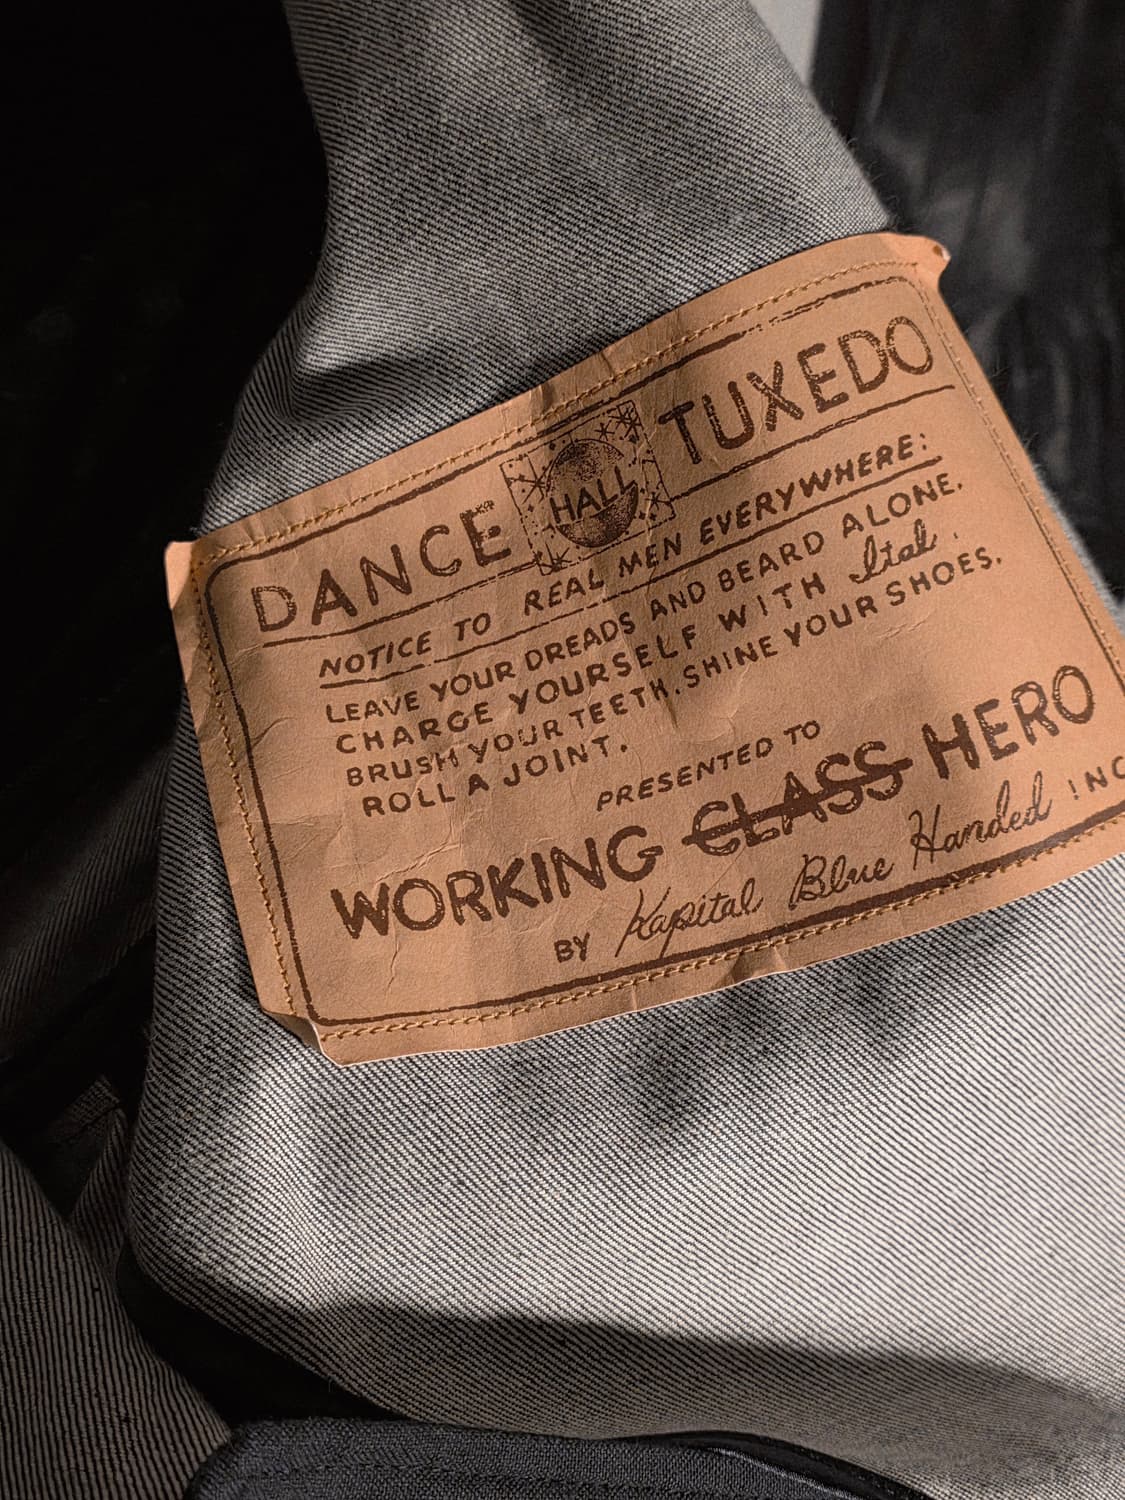 DANCE HALL TUXEDO
NOTICE TO REAL MEN EVERYWHERE:
LEAVE YOUR DREADS AND BEARD ALONE.
CHARGE YOURSELF WITH Ital.
BRUSH YOUR TEETH. SHINE YOUR SHOES.
ROLL A JOINT.
PRESENTED TO
WORKING CLASS HERO
BY Kapital Blue Handed INC